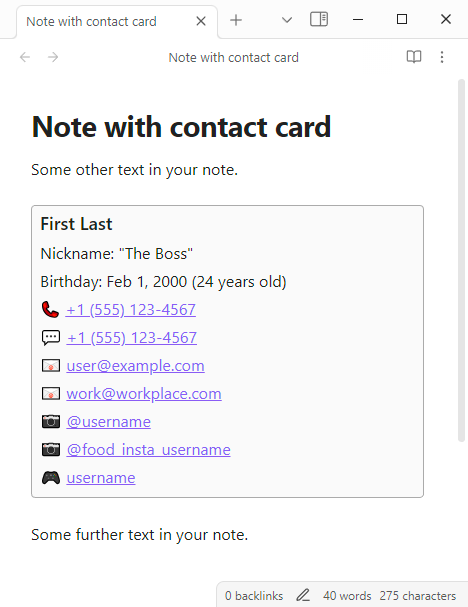 Note with contact card
Note with contact card
Note with contact card
Some other text in your note.
First Last
Nickname: "The Boss"
Birthday: Feb 1, 2000 (24 years old)
+1 (555) 123-4567
+1 (555) 123-4567
user@example.com
work@workplace.com
@username
@food_insta_username
username
Some further text in your note.
0 backlinks 40 words 275 characters